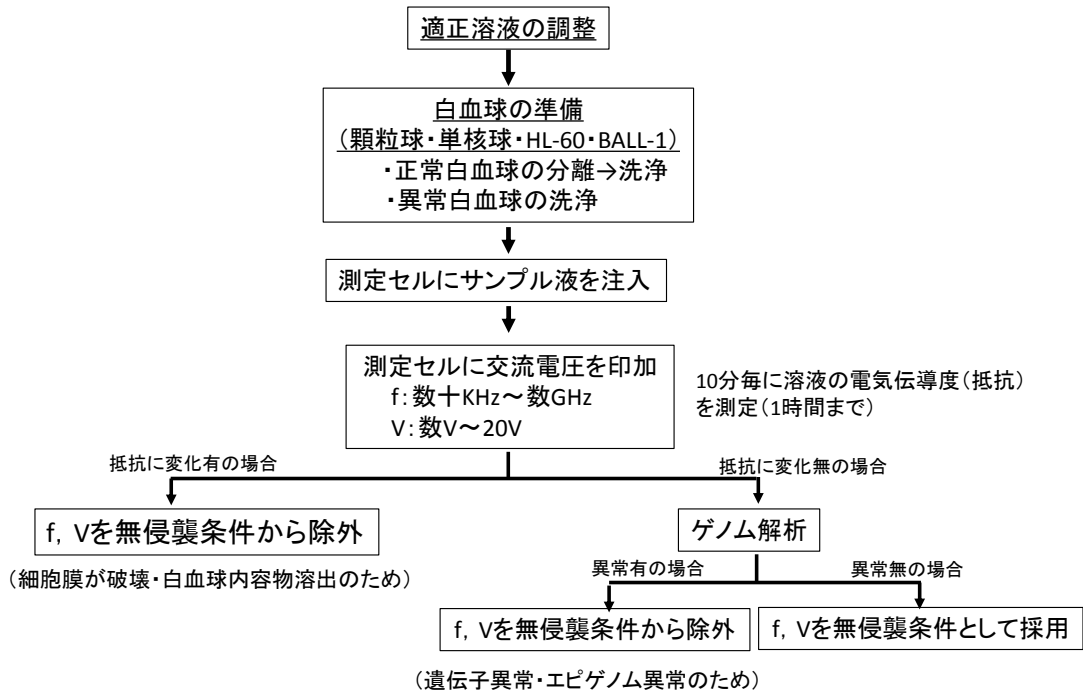 適正溶液の調整
白血球の準備
(顆粒球・単核球・HL-60・BALL-1)
・正常白血球の分離→洗浄
・異常白血球の洗浄
測定セルにサンプル液を注入
測定セルに交流電圧を印加
f：数十KHz～数GHz
V：数V～20V
10分毎に溶液の電気伝導度(抵抗)
を測定(1時間まで)
抵抗に変化有の場合
抵抗に変化無の場合
f，Vを無侵襲条件から除外
ゲノム解析
(細胞膜が破壊・白血球内容物溶出のため)
異常有の場合
異常無の場合
f，Vを無侵襲条件から除外
f，Vを無侵襲条件として採用
(遺伝子異常・エピゲノム異常のため)